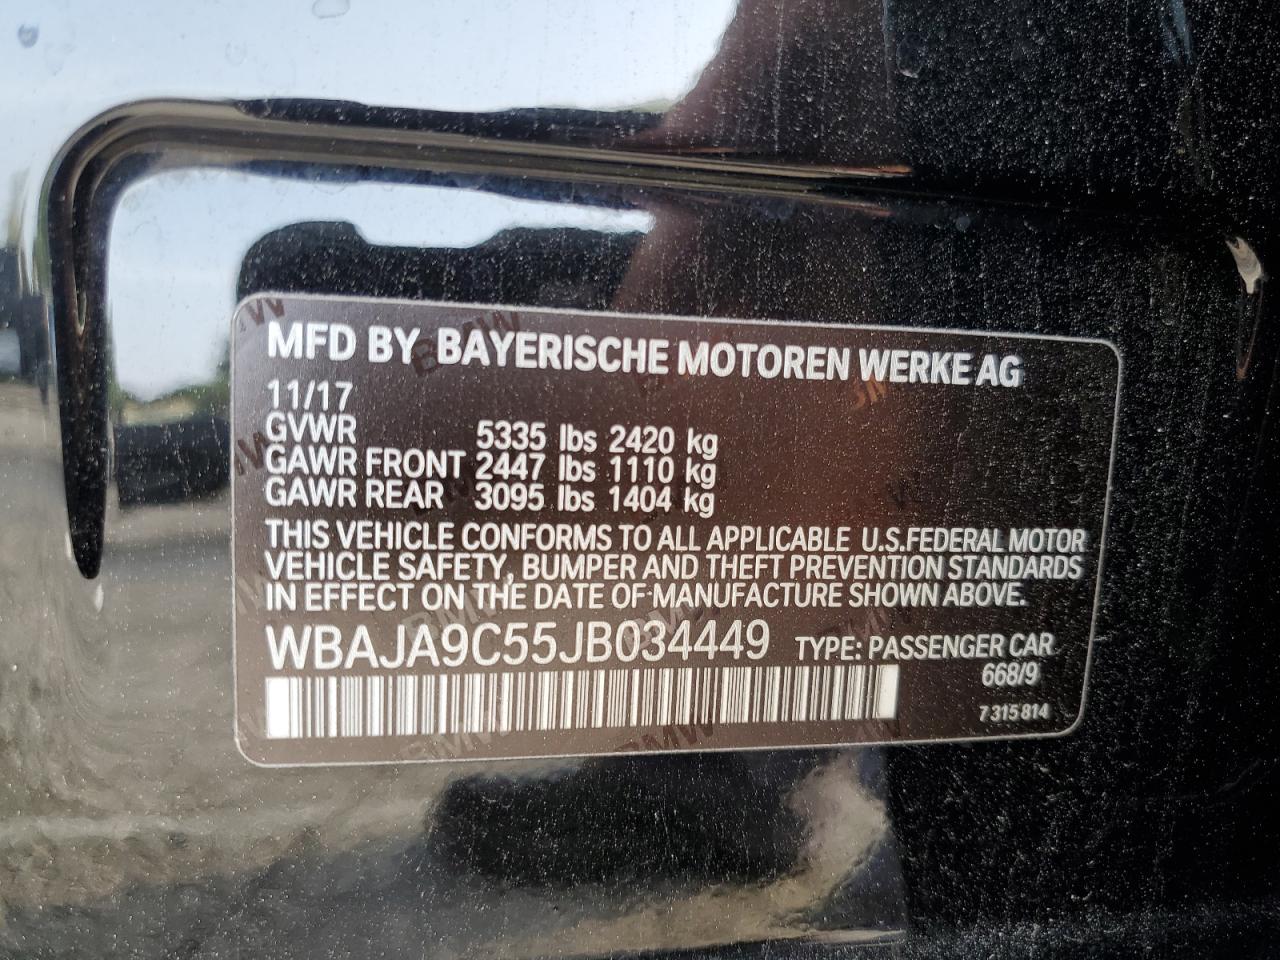 MFD BY BAYERISCHE MOTOREN WERKE AG
11/17
GVWR 5335 lbs 2420 kg
GAWR FRONT 2447 lbs 1110 kg
GAWR REAR 3095 lbs 1404 kg
THIS VEHICLE CONFORMS TO ALL APPLICABLE U.S.FEDERAL MOTOR
VEHICLE SAFETY, BUMPER AND THEFT PREVENTION STANDARDS
IN EFFECT ON THE DATE OF MANUFACTURE SHOWN ABOVE.
WBAJA9C55JB034449 TYPE: PASSENGER CAR
668/9
7 315 814